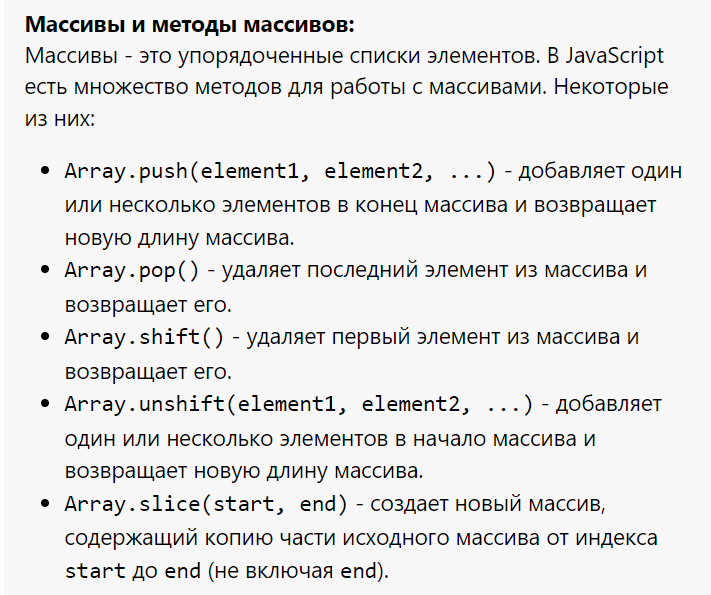 Массивы и методы массивов:
Массивы - это упорядоченные списки элементов. В JavaScript
есть множество методов для работы с массивами. Некоторые
из них:
• Array.push(element1, element2, ...) - добавляет один
или несколько элементов в конец массива и возвращает
новую длину массива.
• Array.pop() - удаляет последний элемент из массива и
возвращает его.
• Array.shift() - удаляет первый элемент из массива и
возвращает его.
• Array.unshift(element1, element2, ...) - добавляет
один или несколько элементов в начало массива и
возвращает новую длину массива.
• Array.slice(start, end) - создает новый массив,
содержащий копию части исходного массива от индекса
start до end (не включая end).